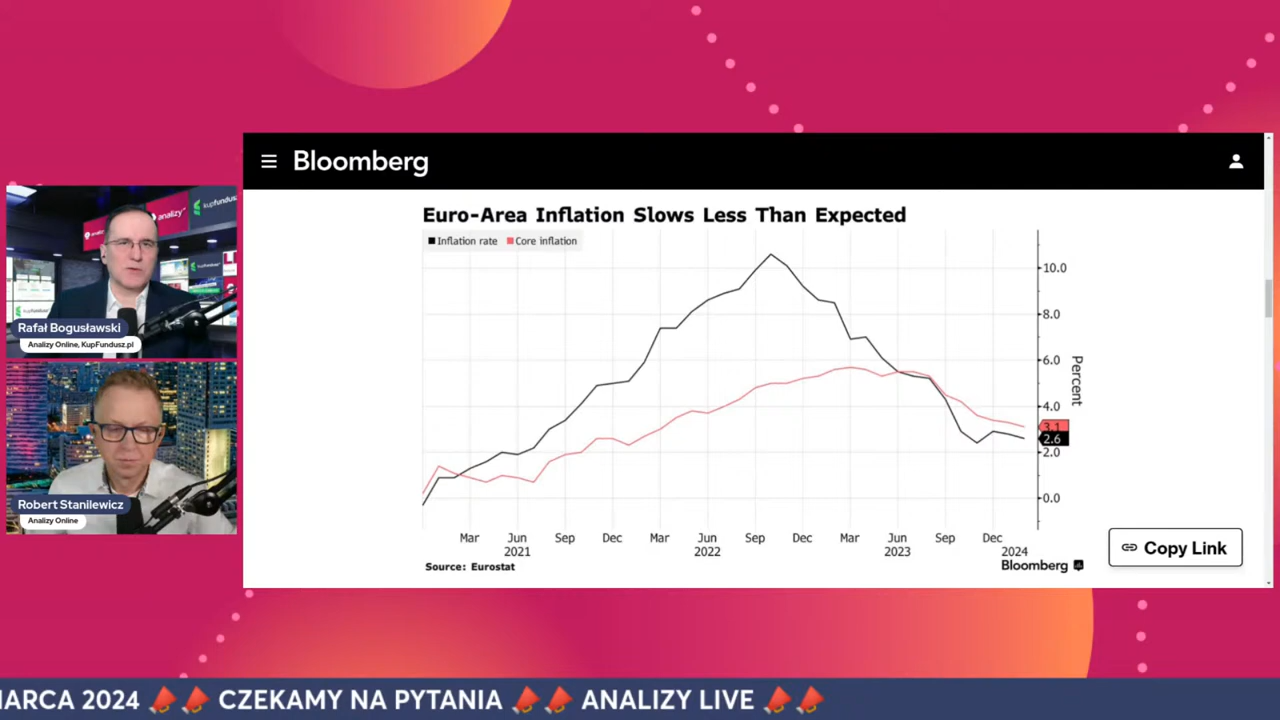 Bloomberg
Euro-Area Inflation Slows Less Than Expected
Inflation rate Core inflation
10.0
8.0
6.0
4.0
3.1
2.6
2.0
0.0
Percent
Mar Jun Sep Dec Mar Jun Sep Dec Mar Jun Sep Dec
2021 2022 2023 2024
Source: Eurostat
Bloomberg
Copy Link
analizy
kupfundusz
Rafał Bogusławski
Analizy Online, KupFundusz.pl
Robert Stanilewicz
Analizy Online
MARCA 2024 CZEKAMY NA PYTANIA ANALIZY LIVE